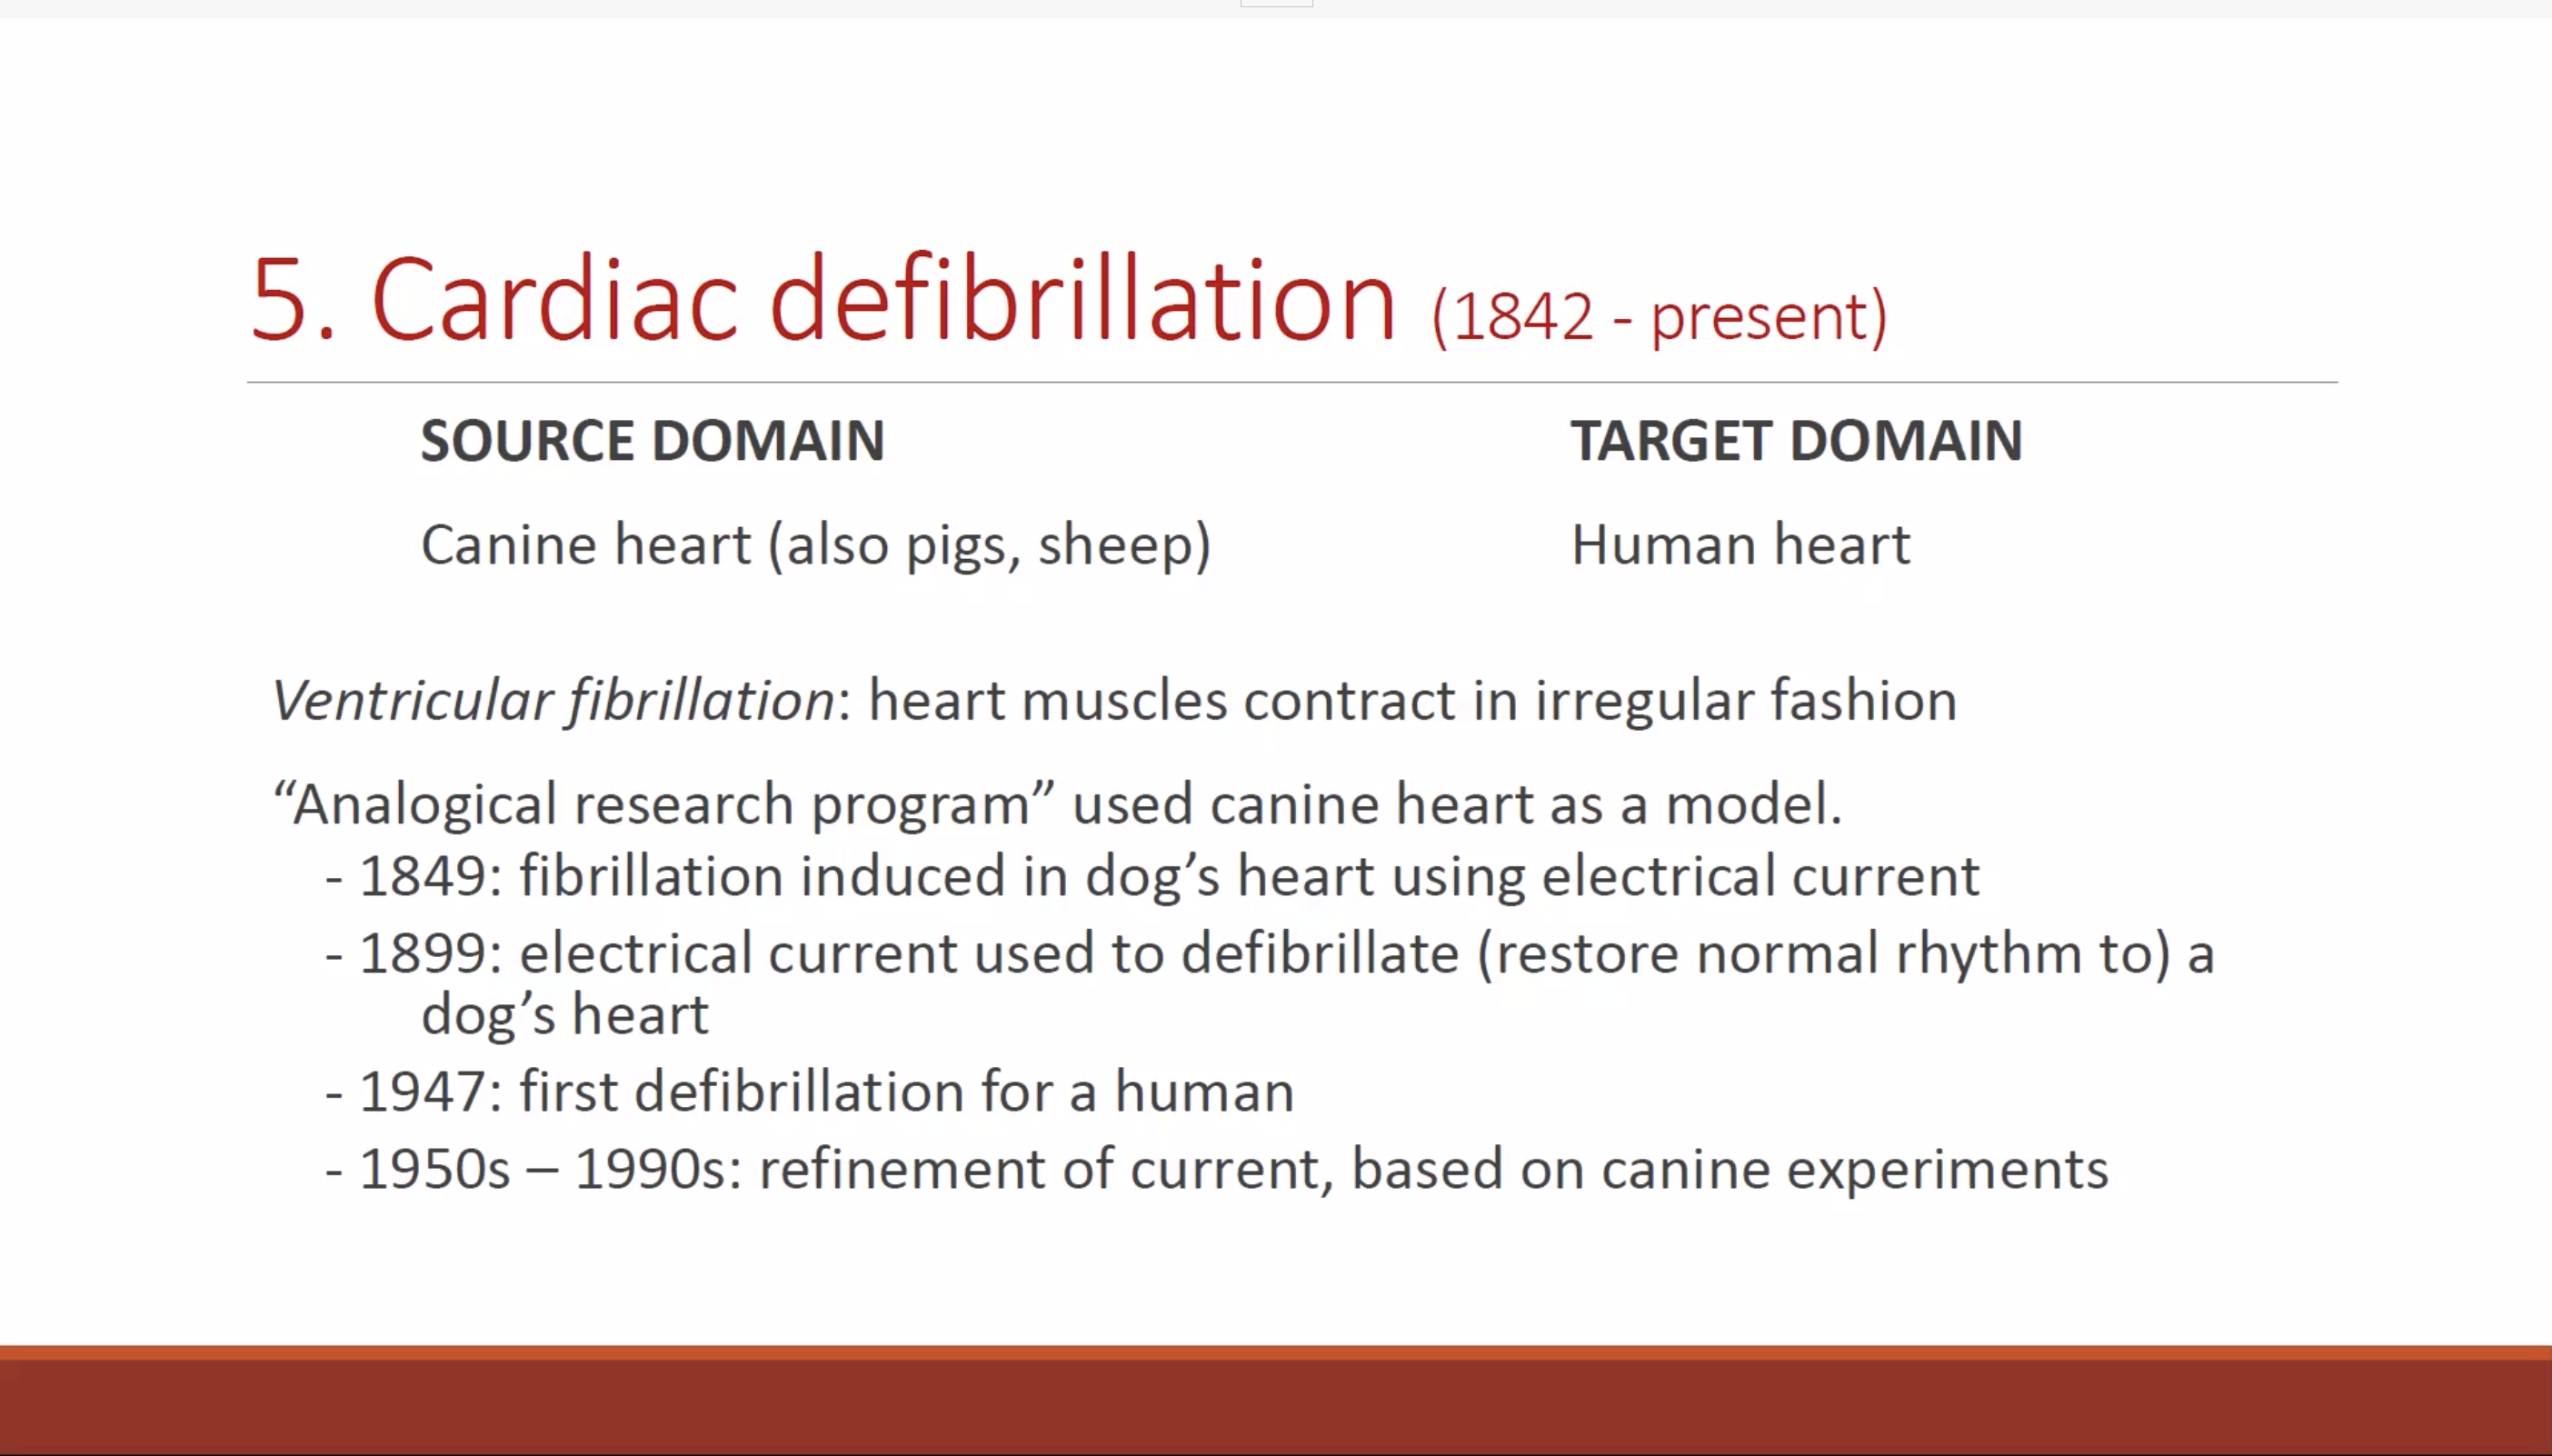 5. Cardiac defibrillation (1842 - present)
SOURCE DOMAIN
TARGET DOMAIN
Canine heart (also pigs, sheep)
Human heart
Ventricular fibrillation: heart muscles contract in irregular fashion
“Analogical research program” used canine heart as a model.
- 1849: fibrillation induced in dog’s heart using electrical current
- 1899: electrical current used to defibrillate (restore normal rhythm to) a
dog’s heart
- 1947: first defibrillation for a human
- 1950s – 1990s: refinement of current, based on canine experiments